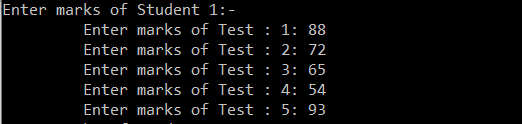 Enter marks of Student 1:-
Enter marks of Test : 1: 88
Enter marks of Test : 2: 72
Enter marks of Test : 3: 65
Enter marks of Test : 4: 54
Enter marks of Test : 5: 93